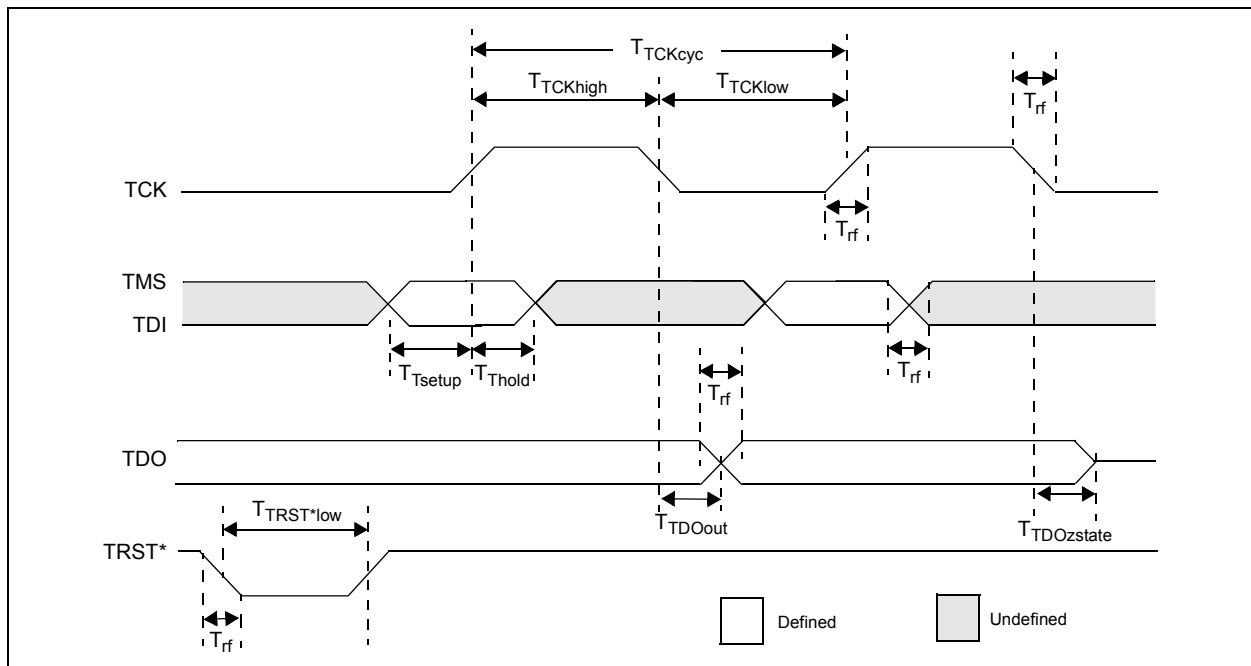 TTCKcyc
TTCKhigh
TTCKlow
Trf
TCK
Trf
TMS
TDI
TTsetup
TThold
Trf
Trf
TDO
TTRST*low
TTDOout
TTDOzstate
TRST*
Trf
Defined
Undefined